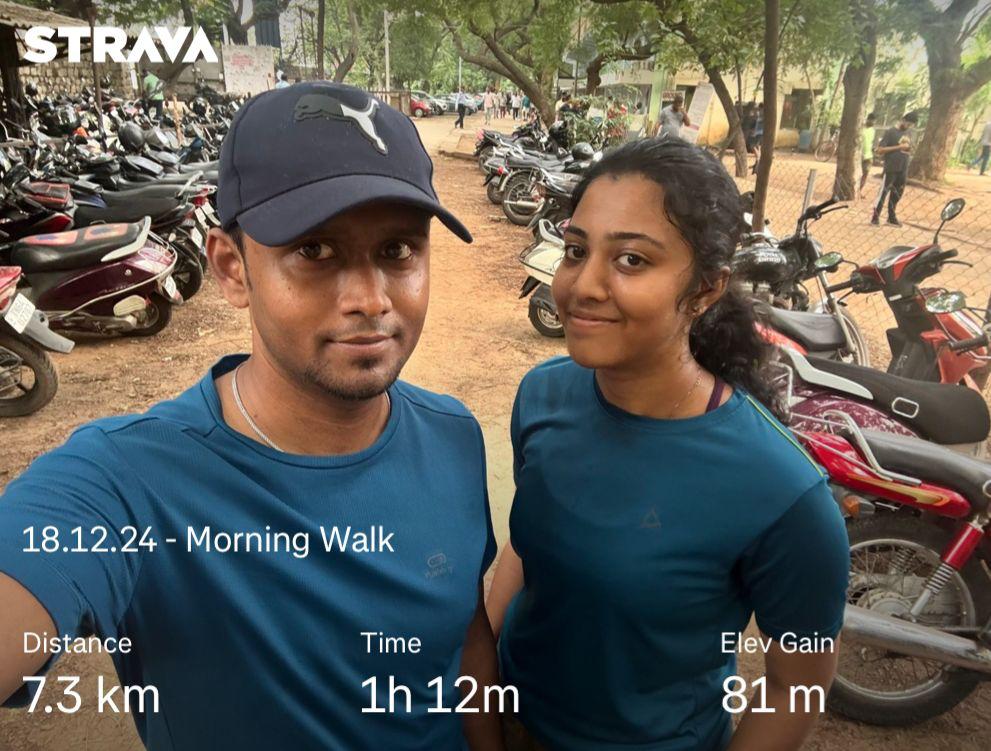 STRAVA
18.12.24 - Morning Walk
Distance
Time
Elev Gain
7.3 km
1h 12m
81 m